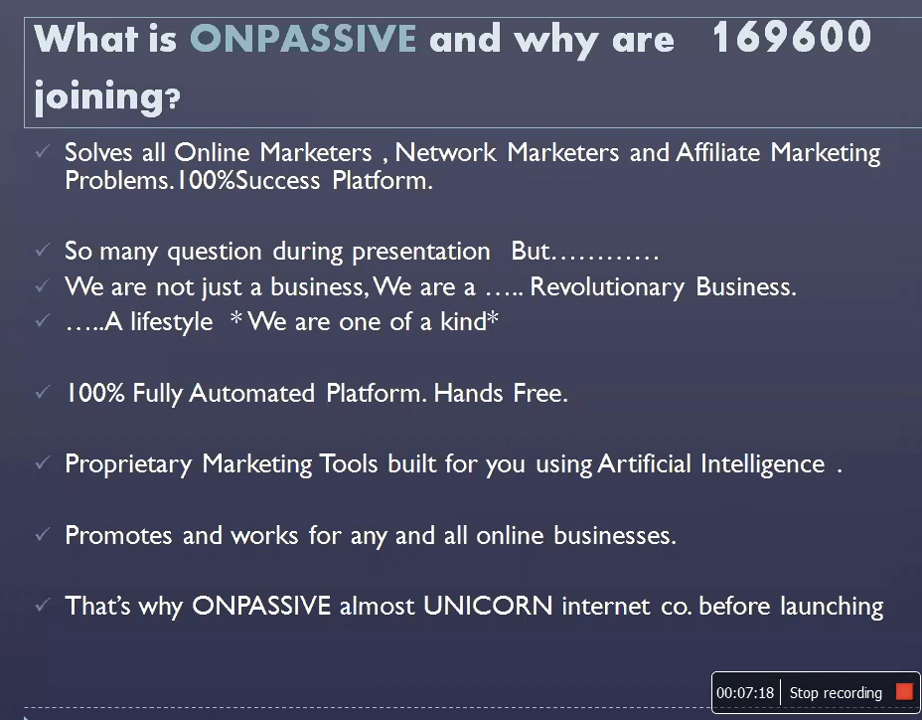 What is ONPASSIVE and why are 169600
joining?
Solves all Online Marketers , Network Marketers and Affiliate Marketing
Problems.100%Success Platform.
So many question during presentation But…………
We are not just a business, We are a ….. Revolutionary Business.
…..A lifestyle * We are one of a kind*
100% Fully Automated Platform. Hands Free.
Proprietary Marketing Tools built for you using Artificial Intelligence .
Promotes and works for any and all online businesses.
That's why ONPASSIVE almost UNICORN internet co. before launching
00:07:18 Stop recording